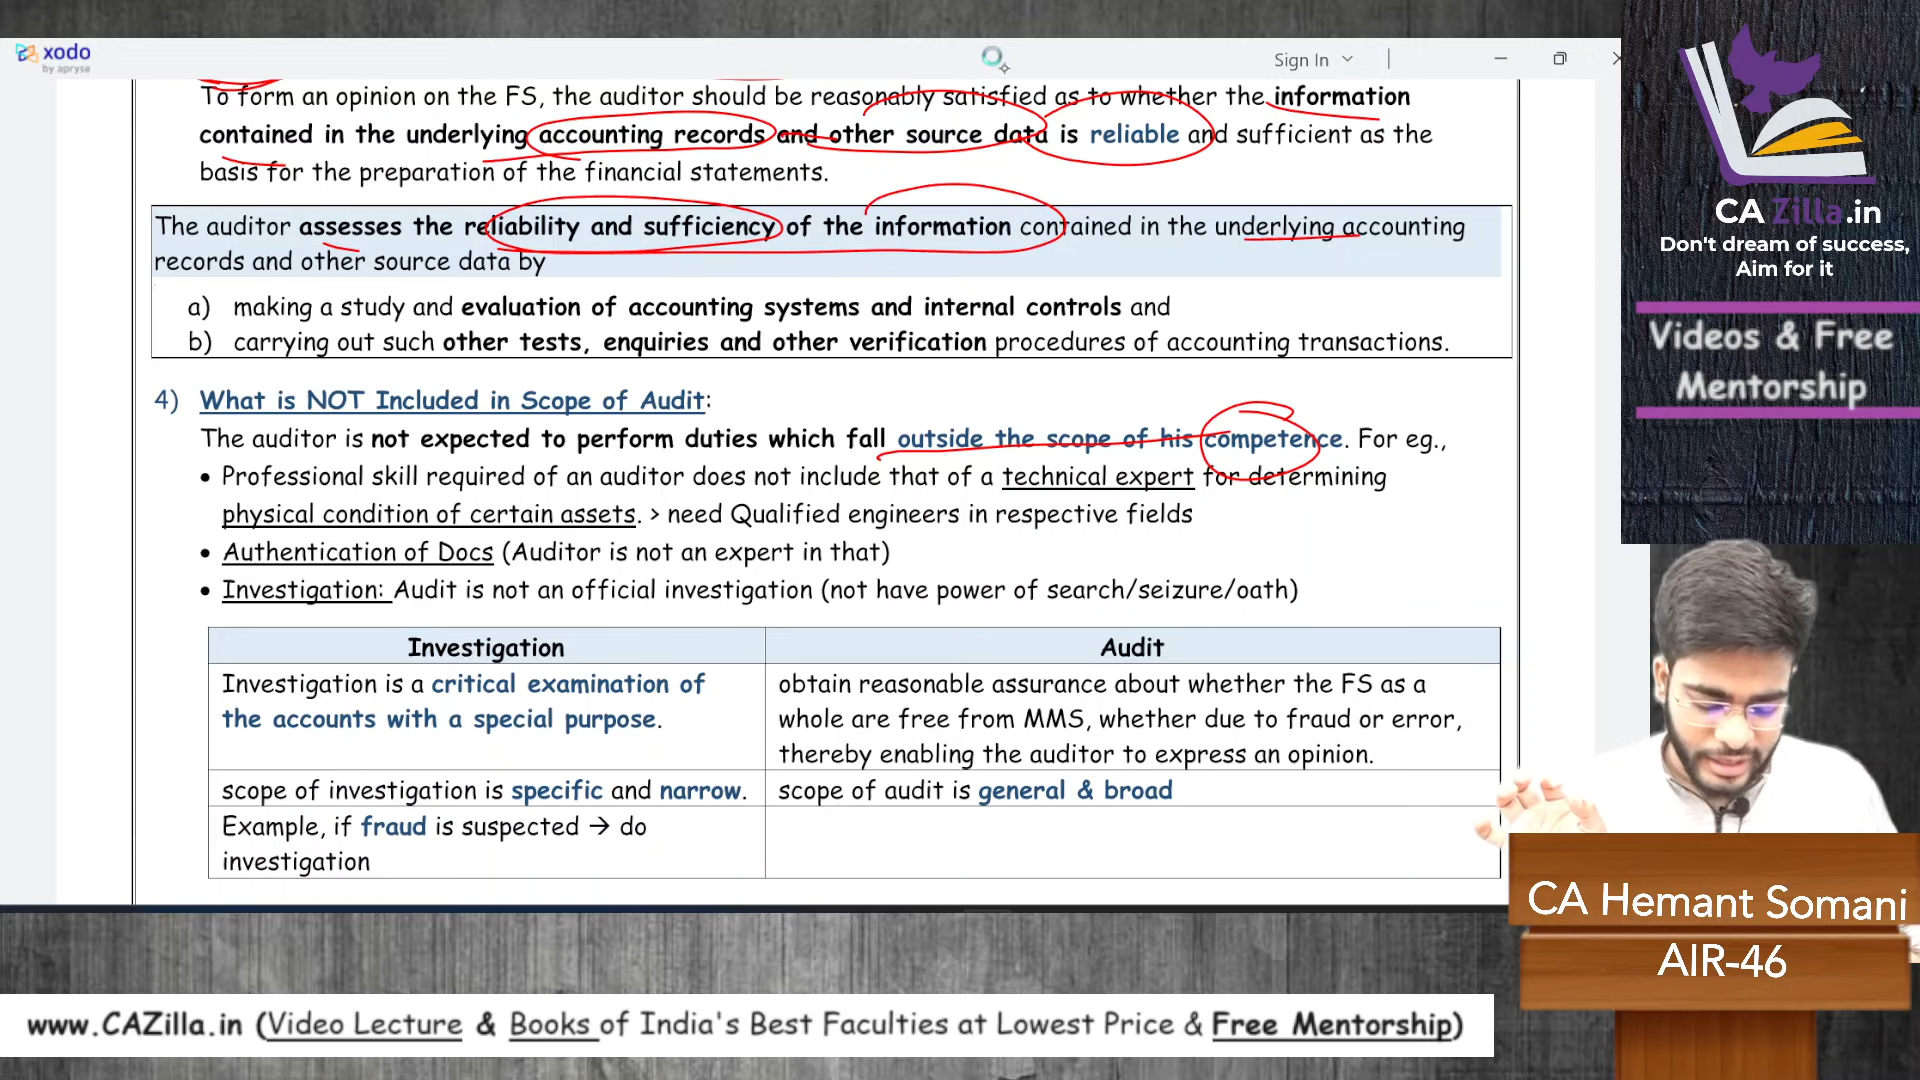 xodo
by apryse
Sign In
To form an opinion on the FS, the auditor should be reasonably satisfied as to whether the information
contained in the underlying accounting records and other source data is reliable and sufficient as the
basis for the preparation of the financial statements.
The auditor assesses the reliability and sufficiency of the information contained in the underlying accounting
records and other source data by
a) making a study and evaluation of accounting systems and internal controls and
b) carrying out such other tests, enquiries and other verification procedures of accounting transactions.
4) What is NOT Included in Scope of Audit:
The auditor is not expected to perform duties which fall outside the scope of his competence. For eg.,
• Professional skill required of an auditor does not include that of a technical expert for determining
physical condition of certain assets. > need Qualified engineers in respective fields
• Authentication of Docs (Auditor is not an expert in that)
• Investigation: Audit is not an official investigation (not have power of search/seizure/oath)
Investigation Audit
Investigation is a critical examination of
the accounts with a special purpose.
obtain reasonable assurance about whether the FS as a
whole are free from MMS, whether due to fraud or error,
thereby enabling the auditor to express an opinion.
scope of investigation is specific and narrow.
scope of audit is general & broad
Example, if fraud is suspected → do
investigation
CA Zilla.in
Don't dream of success,
Aim for it
Videos & Free
Mentorship
CA Hemant Somani
AIR-46
www.CAZilla.in (Video Lecture & Books of India's Best Faculties at Lowest Price & Free Mentorship)